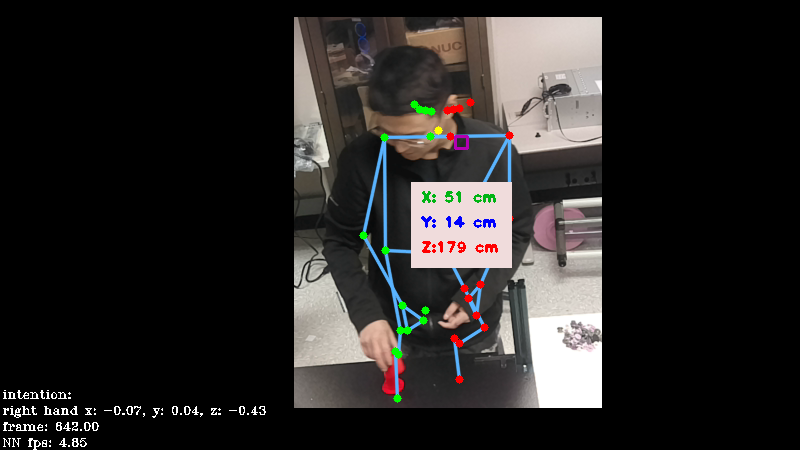 NUC
X: 51 cm
Y: 14 cm
Z:179 cm
intention:
right hand x: -0.07, y: 0.04, z: -0.43
frame: 642.00
NN fps: 4.85